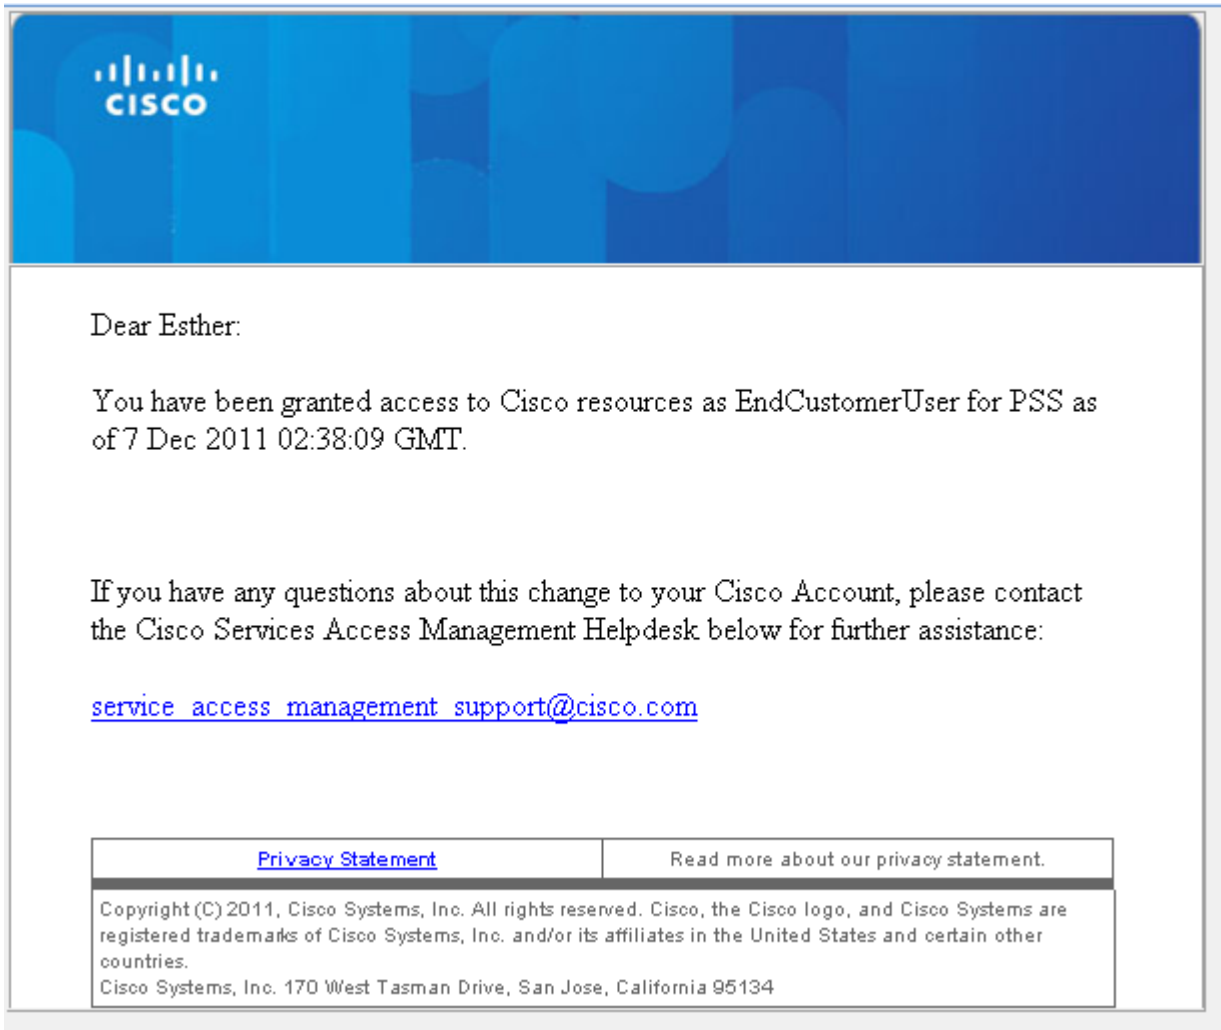 CISCO
Dear Esther:
You have been granted access to Cisco resources as EndCustomerUser for PSS as
of 7 Dec 2011 02:38:09 GMT.
If you have any questions about this change to your Cisco Account, please contact
the Cisco Services Access Management Helpdesk below for further assistance:
service_access_management_support@cisco.com
Privacy Statement
Read more about our privacy statement.
Copyright (C) 2011, Cisco Systems, Inc. All rights reserved. Cisco, the Cisco logo, and Cisco Systems are
registered trademarks of Cisco Systems, Inc. and/or its affiliates in the United States and certain other
countries.
Cisco Systems, Inc. 170 West Tasman Drive, San Jose, California 95134